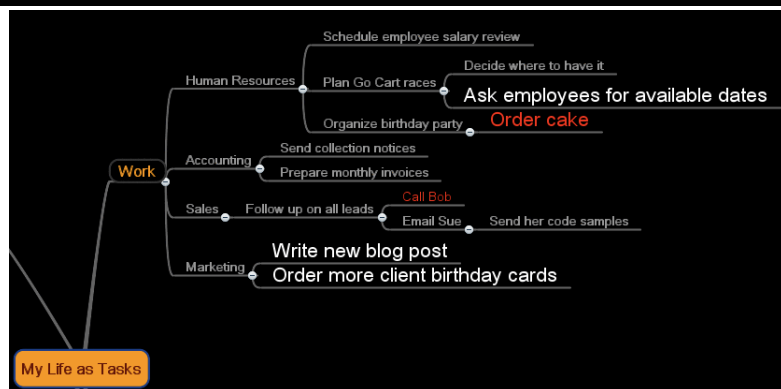 Schedule employee salary review
Decide where to have it
Human Resources
Plan Go Cart races
Ask employees for available dates
Organize birthday party
Order cake
Send collection notices
Work
Accounting
Prepare monthly invoices
Call Bob
Sales
Follow up on all leads
Email Sue
Send her code samples
Write new blog post
Marketing
Order more client birthday cards
My Life as Tasks